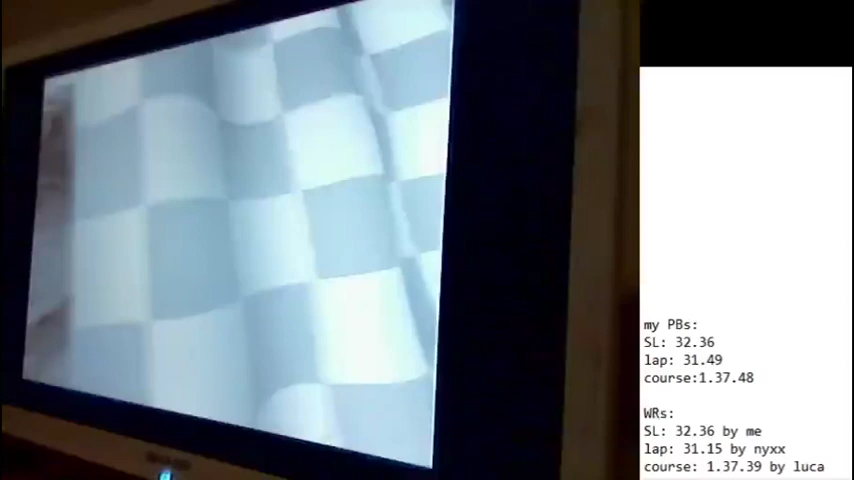 my PBs:
SL: 32.36
lap: 31.49
course:1.37.48
WRs:
SL: 32.36 by me
lap: 31.15 by nyxx
course: 1.37.39 by luca